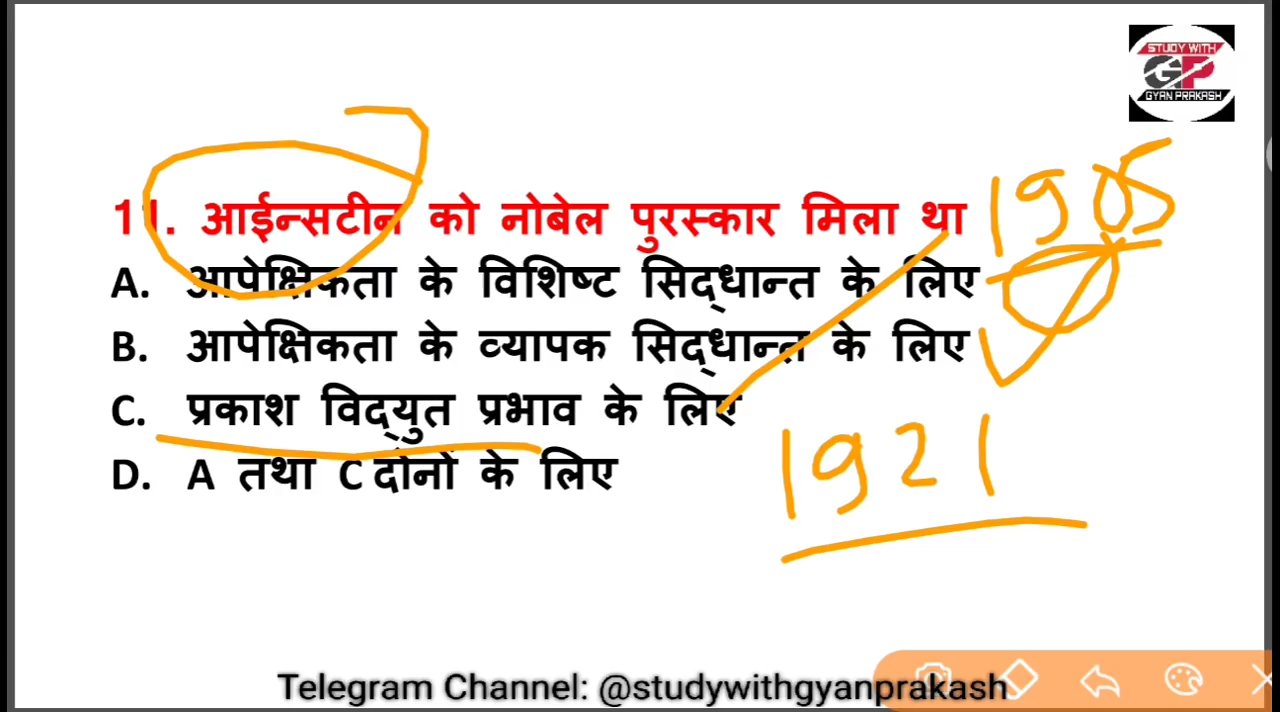 STUDY WITH
GP
GYAN PRAKASH
11. आईन्सटीन को नोबेल पुरस्कार मिला था
1905
A. आपेक्षिकता के विशिष्ट सिद्धान्त के लिए
B. आपेक्षिकता के व्यापक सिद्धान्त के लिए
C. प्रकाश विद्युत प्रभाव के लिए
1921
D. A तथा C दोनों के लिए
Telegram Channel: @studywithgyanprakash